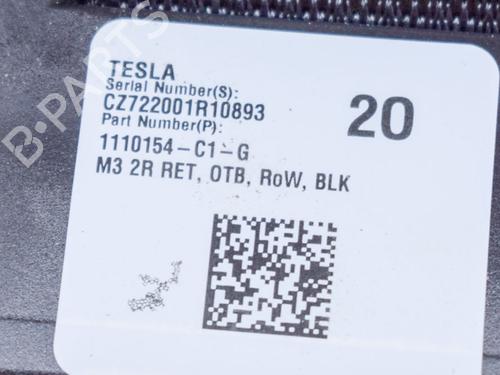 B-PARTS
TESLA
Serial Number(S):
CZ722001R10893
20
Part Number(P):
1110154-C1-G
M3 2R RET, OTB, RoW, BLK